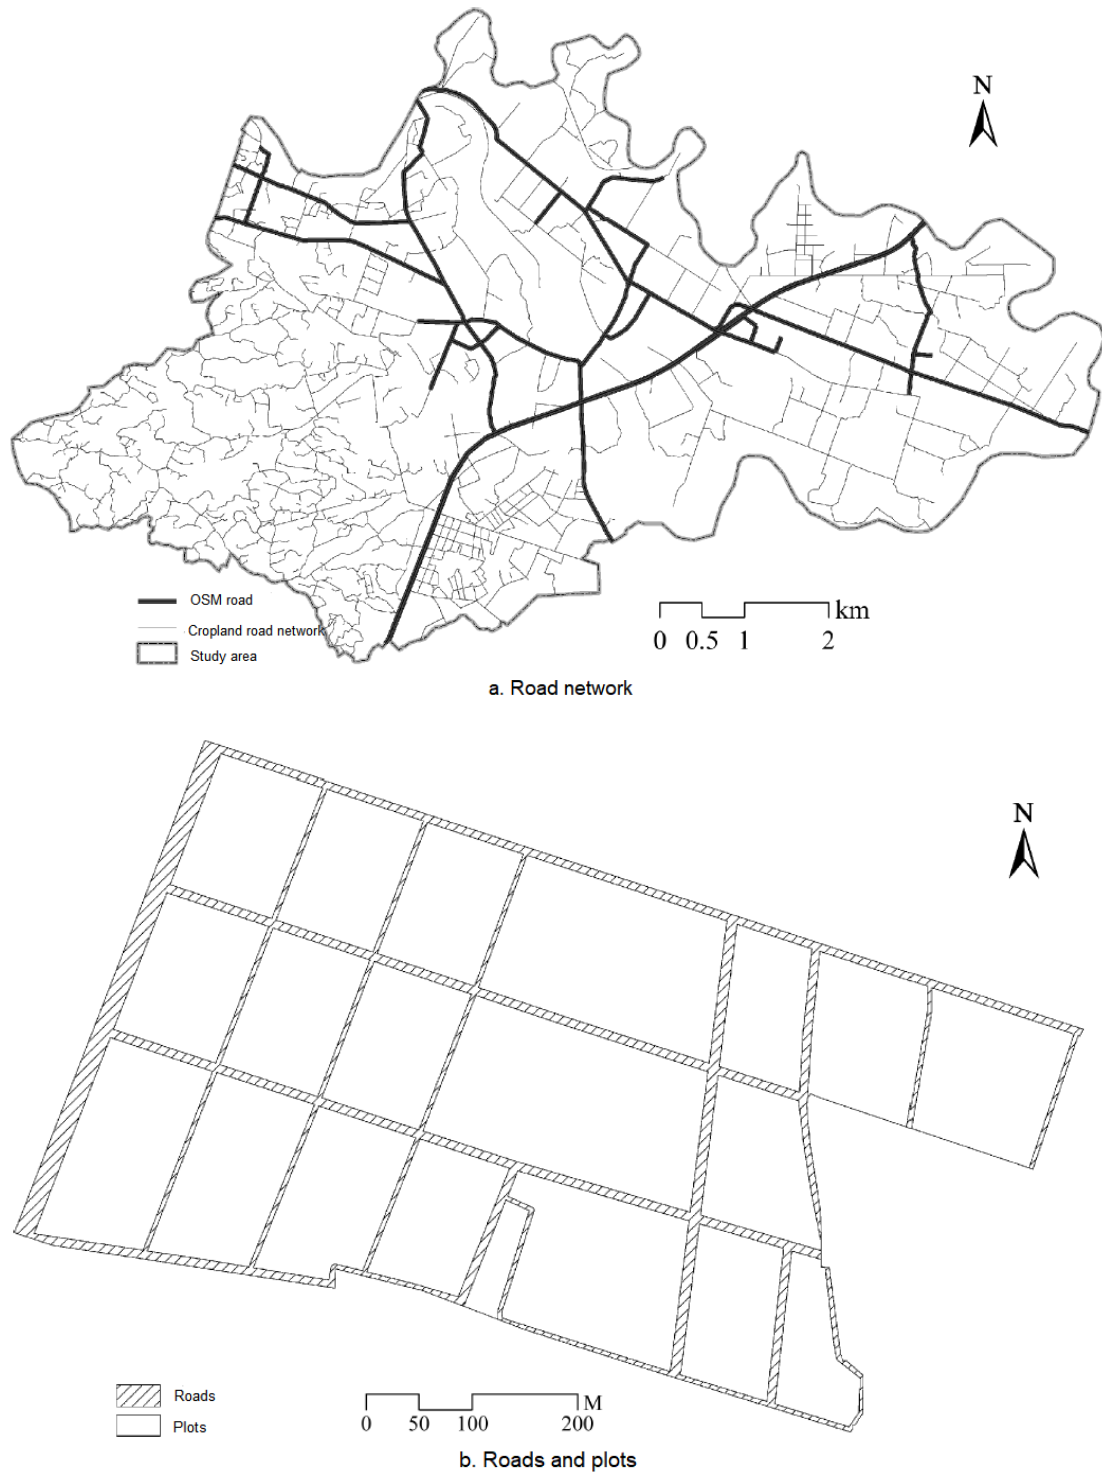 N
OSM road
Cropland road network
Study area
km
0 0.5 1 2
a. Road network
N
Roads
Plots
M
0 50 100 200
b. Roads and plots